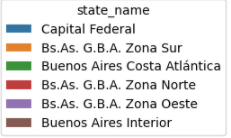 state_name
Capital Federal
Bs.As. G.B.A. Zona Sur
Buenos Aires Costa Atlántica
Bs.As. G.B.A. Zona Norte
Bs.As. G.B.A. Zona Oeste
Buenos Aires Interior